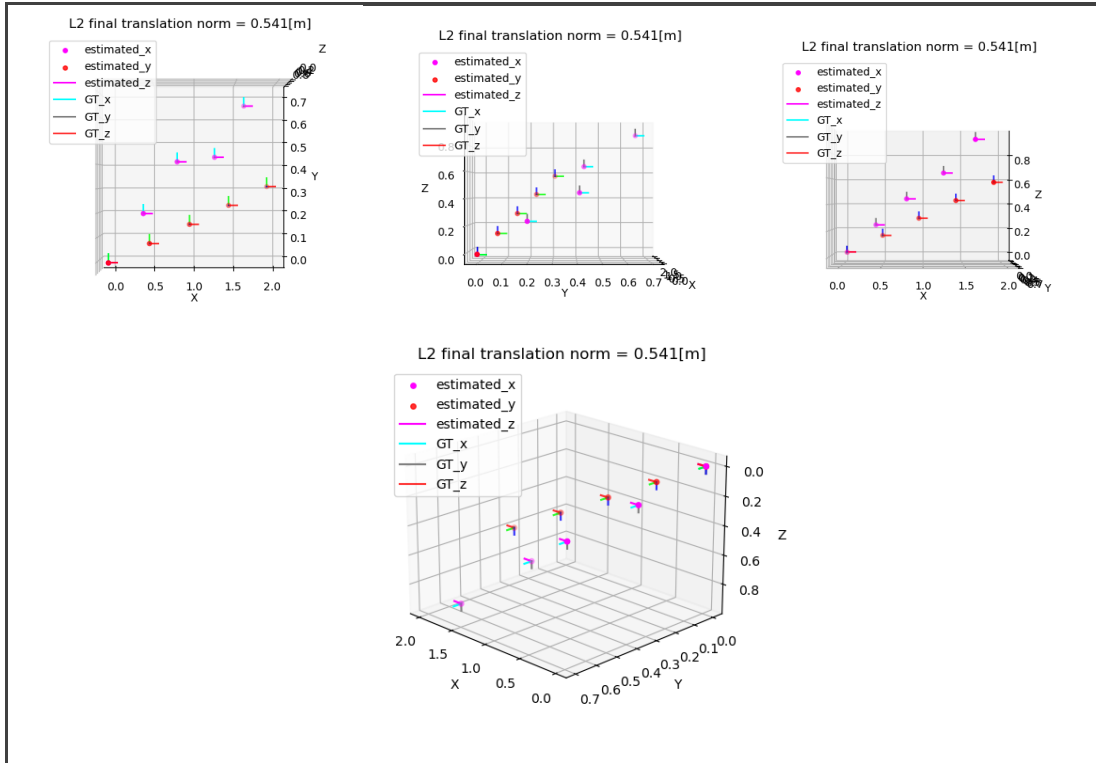 L2 final translation norm = 0.541[m]
estimated_x
estimated_y
estimated_z
GT_x
GT_y
GT_z
Z
0.7
0.6
0.5
0.4
0.3
0.2
0.1
0.0
Y
0.0 0.5 1.0 1.5 2.0
X
L2 final translation norm = 0.541[m]
estimated_x
estimated_y
estimated_z
GT_x
GT_y
GT_z
0.8
0.6
0.4
0.2
0.0
Z
0.0 0.1 0.2 0.3 0.4 0.5 0.6 0.7
Y
X
L2 final translation norm = 0.541[m]
estimated_x
estimated_y
estimated_z
GT_x
GT_y
GT_z
0.8
0.6
0.4
0.2
0.0
Z
0.0 0.5 1.0 1.5 2.0
X
Y
L2 final translation norm = 0.541[m]
estimated_x
estimated_y
estimated_z
GT_x
GT_y
GT_z
0.0
0.2
0.4
0.6
0.8
Z
2.0
1.5
1.0
0.5
0.0
X
0.7 0.6 0.5 0.4 0.3 0.2 0.1 0.0
Y